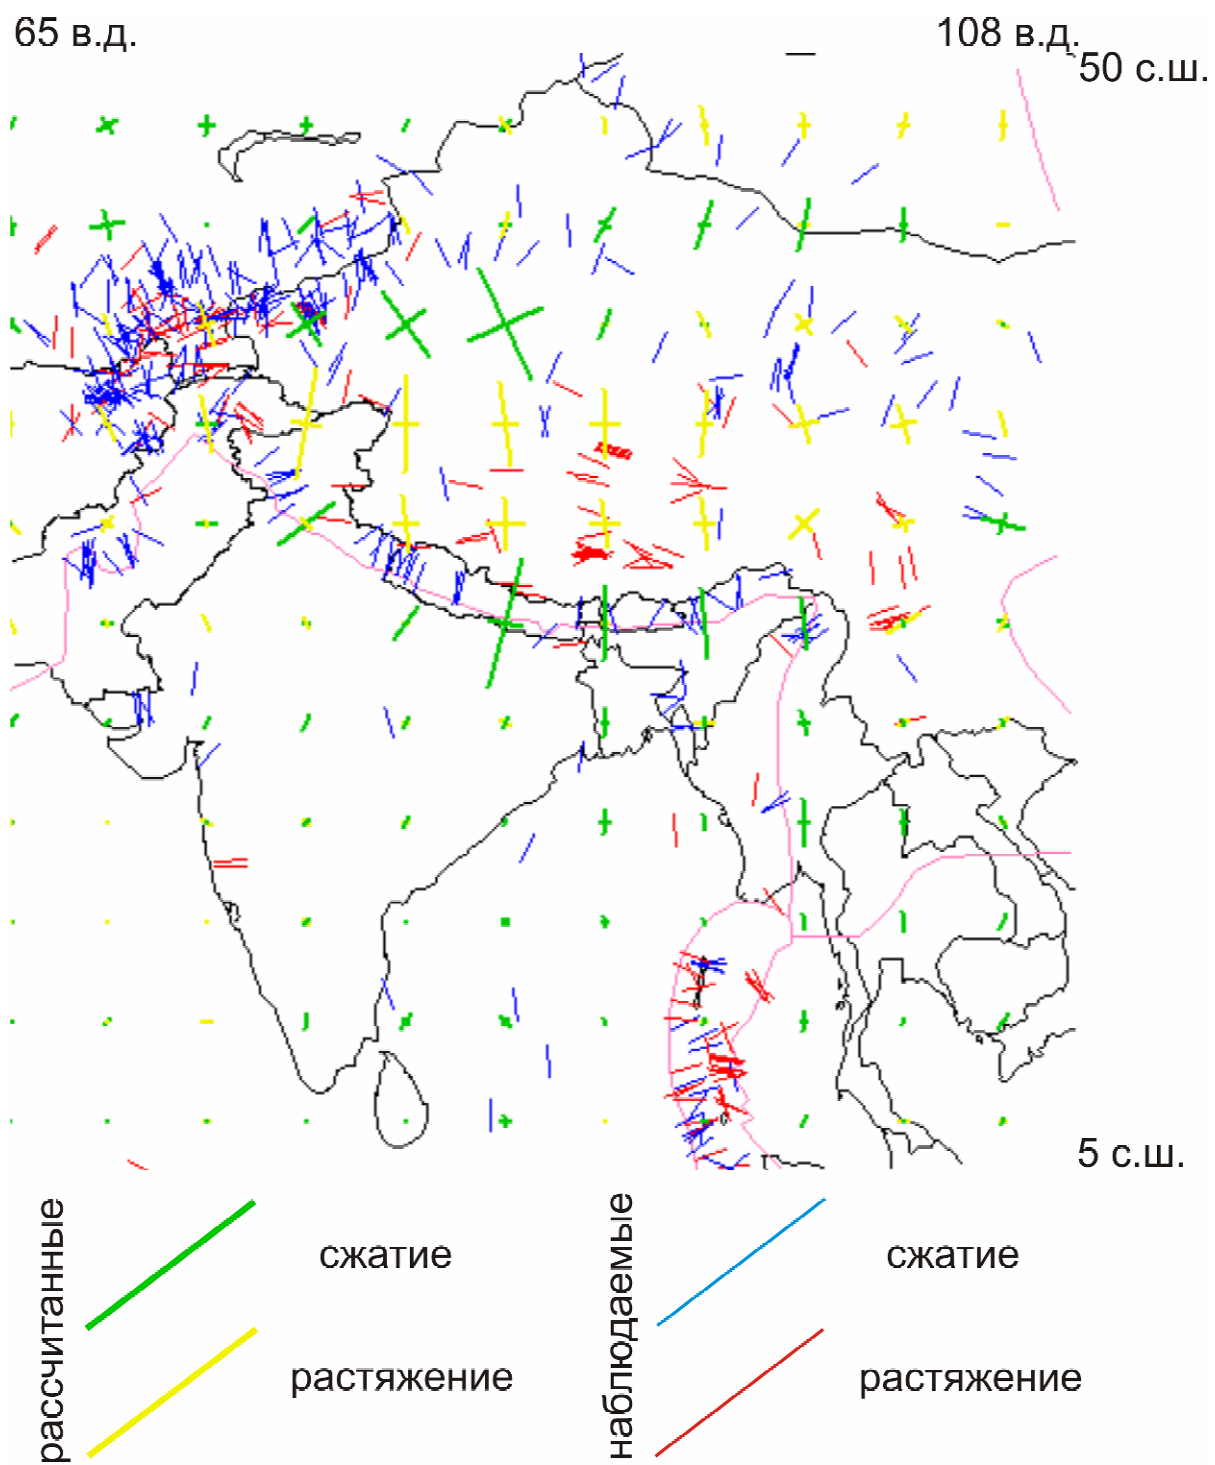 65 в.д.
108 в.д.
50 с.ш.
5 с.ш.
рассчитанные
сжатие
растяжение
наблюдаемые
сжатие
растяжение